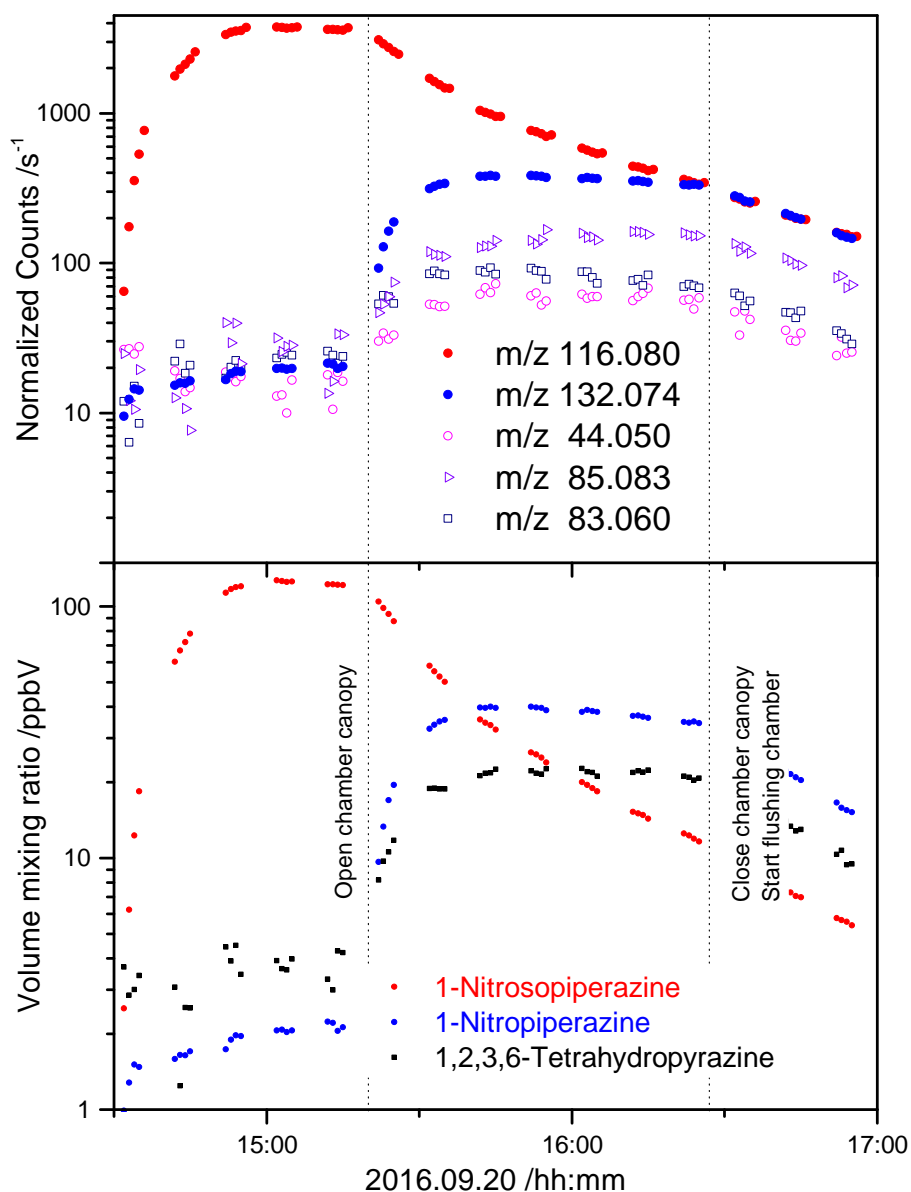 Normalized Counts /s⁻¹
1000
100
10
m/z 116.080
m/z 132.074
m/z 44.050
m/z 85.083
m/z 83.060
Volume mixing ratio /ppbV
100
10
1
Open chamber canopy
Close chamber canopy
Start flushing chamber
1-Nitrosopiperazine
1-Nitropiperazine
1,2,3,6-Tetrahydropyrazine
15:00
16:00
17:00
2016.09.20 /hh:mm